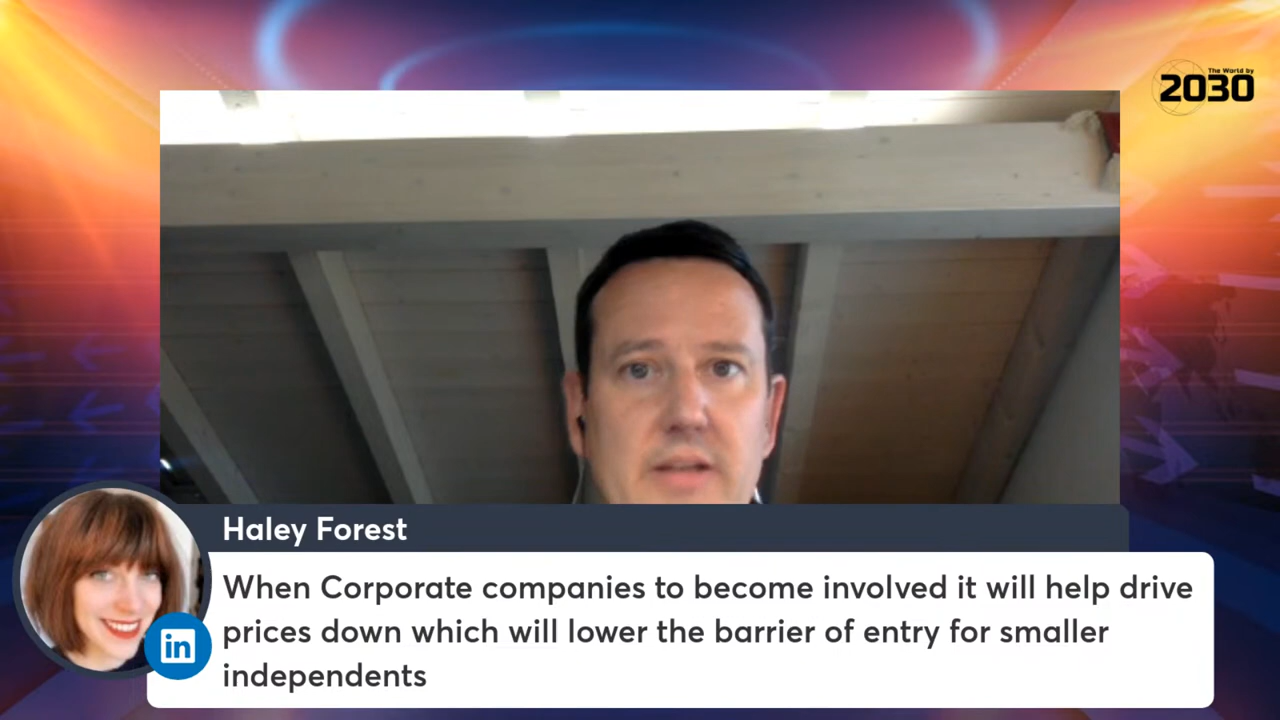 The World by
2030
Haley Forest
When Corporate companies to become involved it will help drive
prices down which will lower the barrier of entry for smaller
independents
in